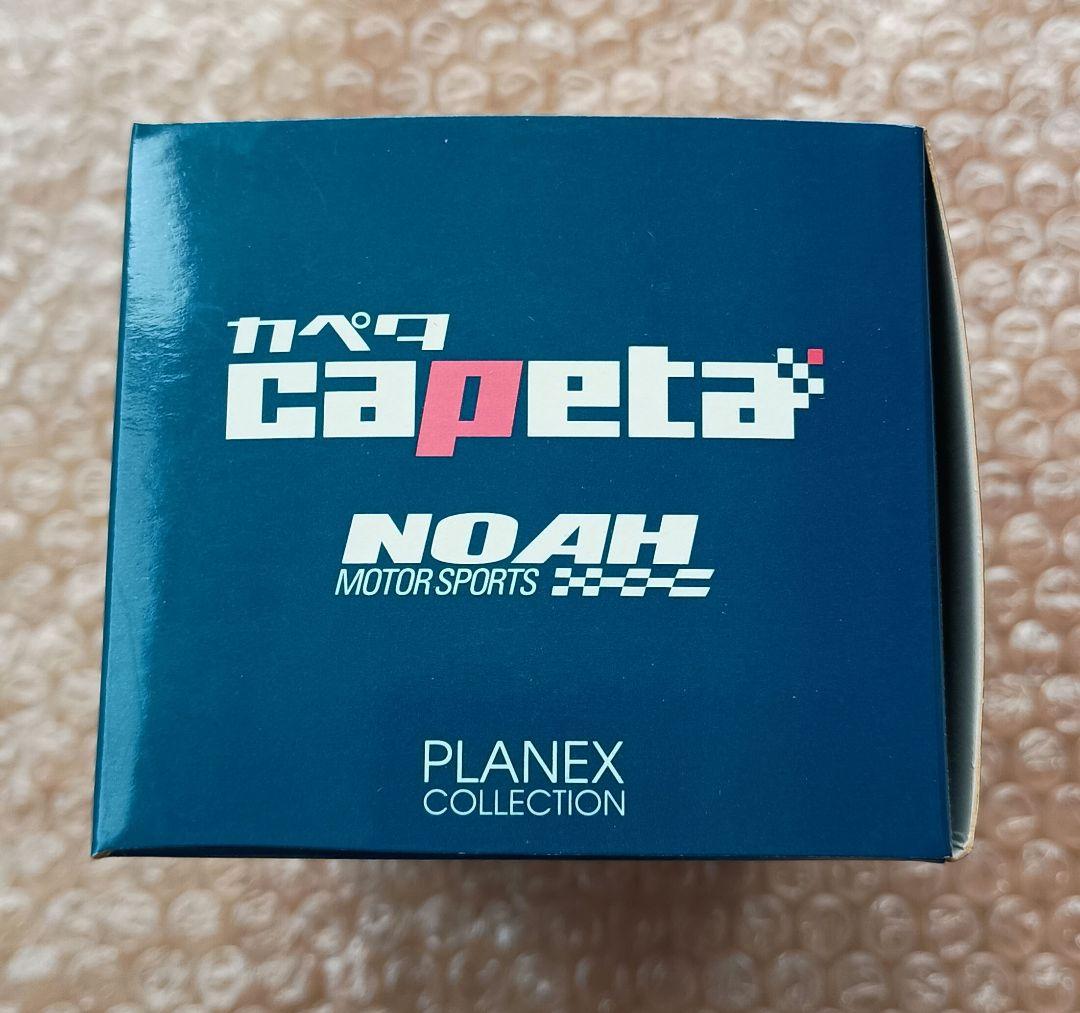 カペタ
capeta
NOAH
MOTOR SPORTS
PLANEX
COLLECTION